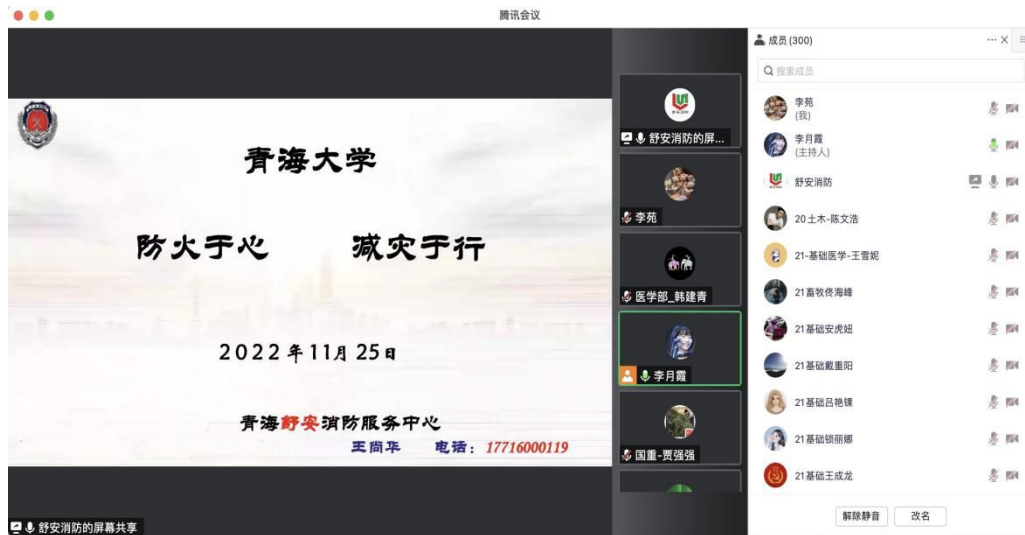 腾讯会议
青海大学
防火于心 减灾于行
2022年11月25日
青海舒安消防服务中心
王尚华 电话：17716000119
舒安消防的屏幕共享
舒安消防的屏...
李苑
医学部_韩建青
李月霞
国重-贾强强
成员(300)
搜索成员
李苑
(我)
李月霞
(主持人)
舒安消防
20土木-陈文浩
21-基础医学-王雪妮
21畜牧佟海峰
21基础安虎妞
21基础戴重阳
21基础吕艳锞
21基础锁丽娜
21基础王成龙
解除静音 改名